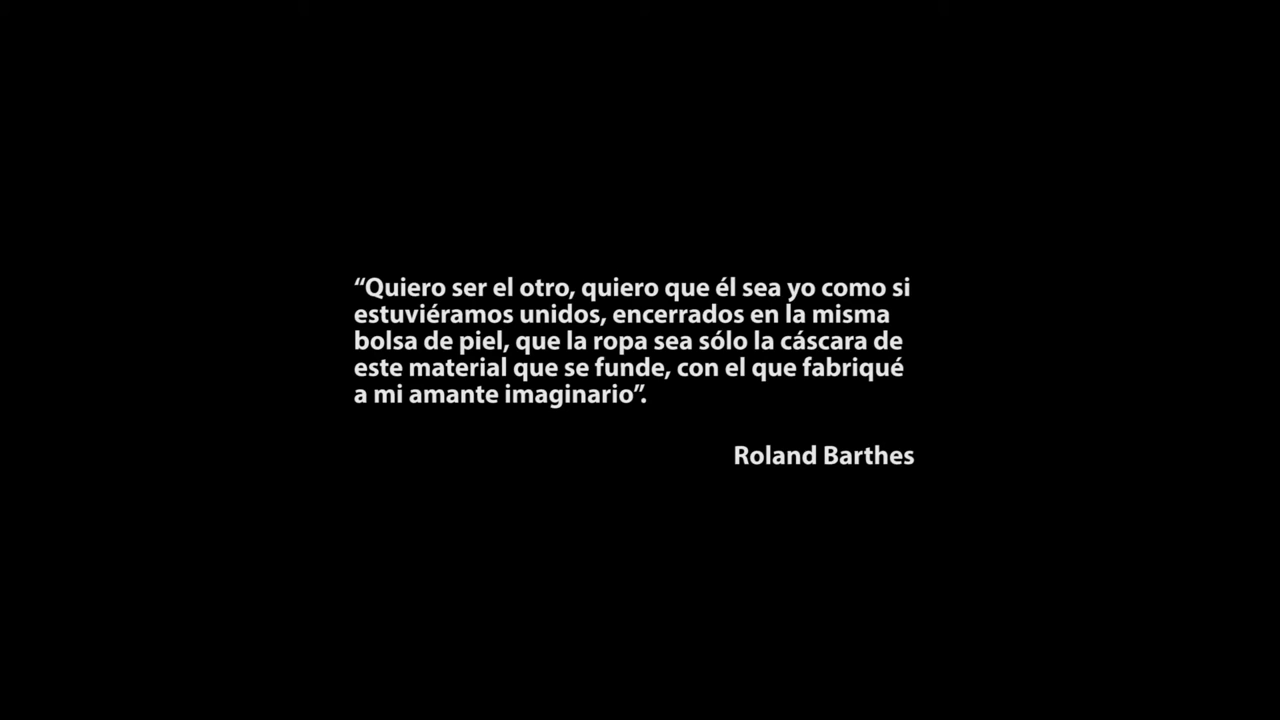 “Quiero ser el otro, quiero que él sea yo como si
estuviéramos unidos, encerrados en la misma
bolsa de piel, que la ropa sea sólo la cáscara de
este material que se funde, con el que fabriqué
a mi amante imaginario”.
Roland Barthes